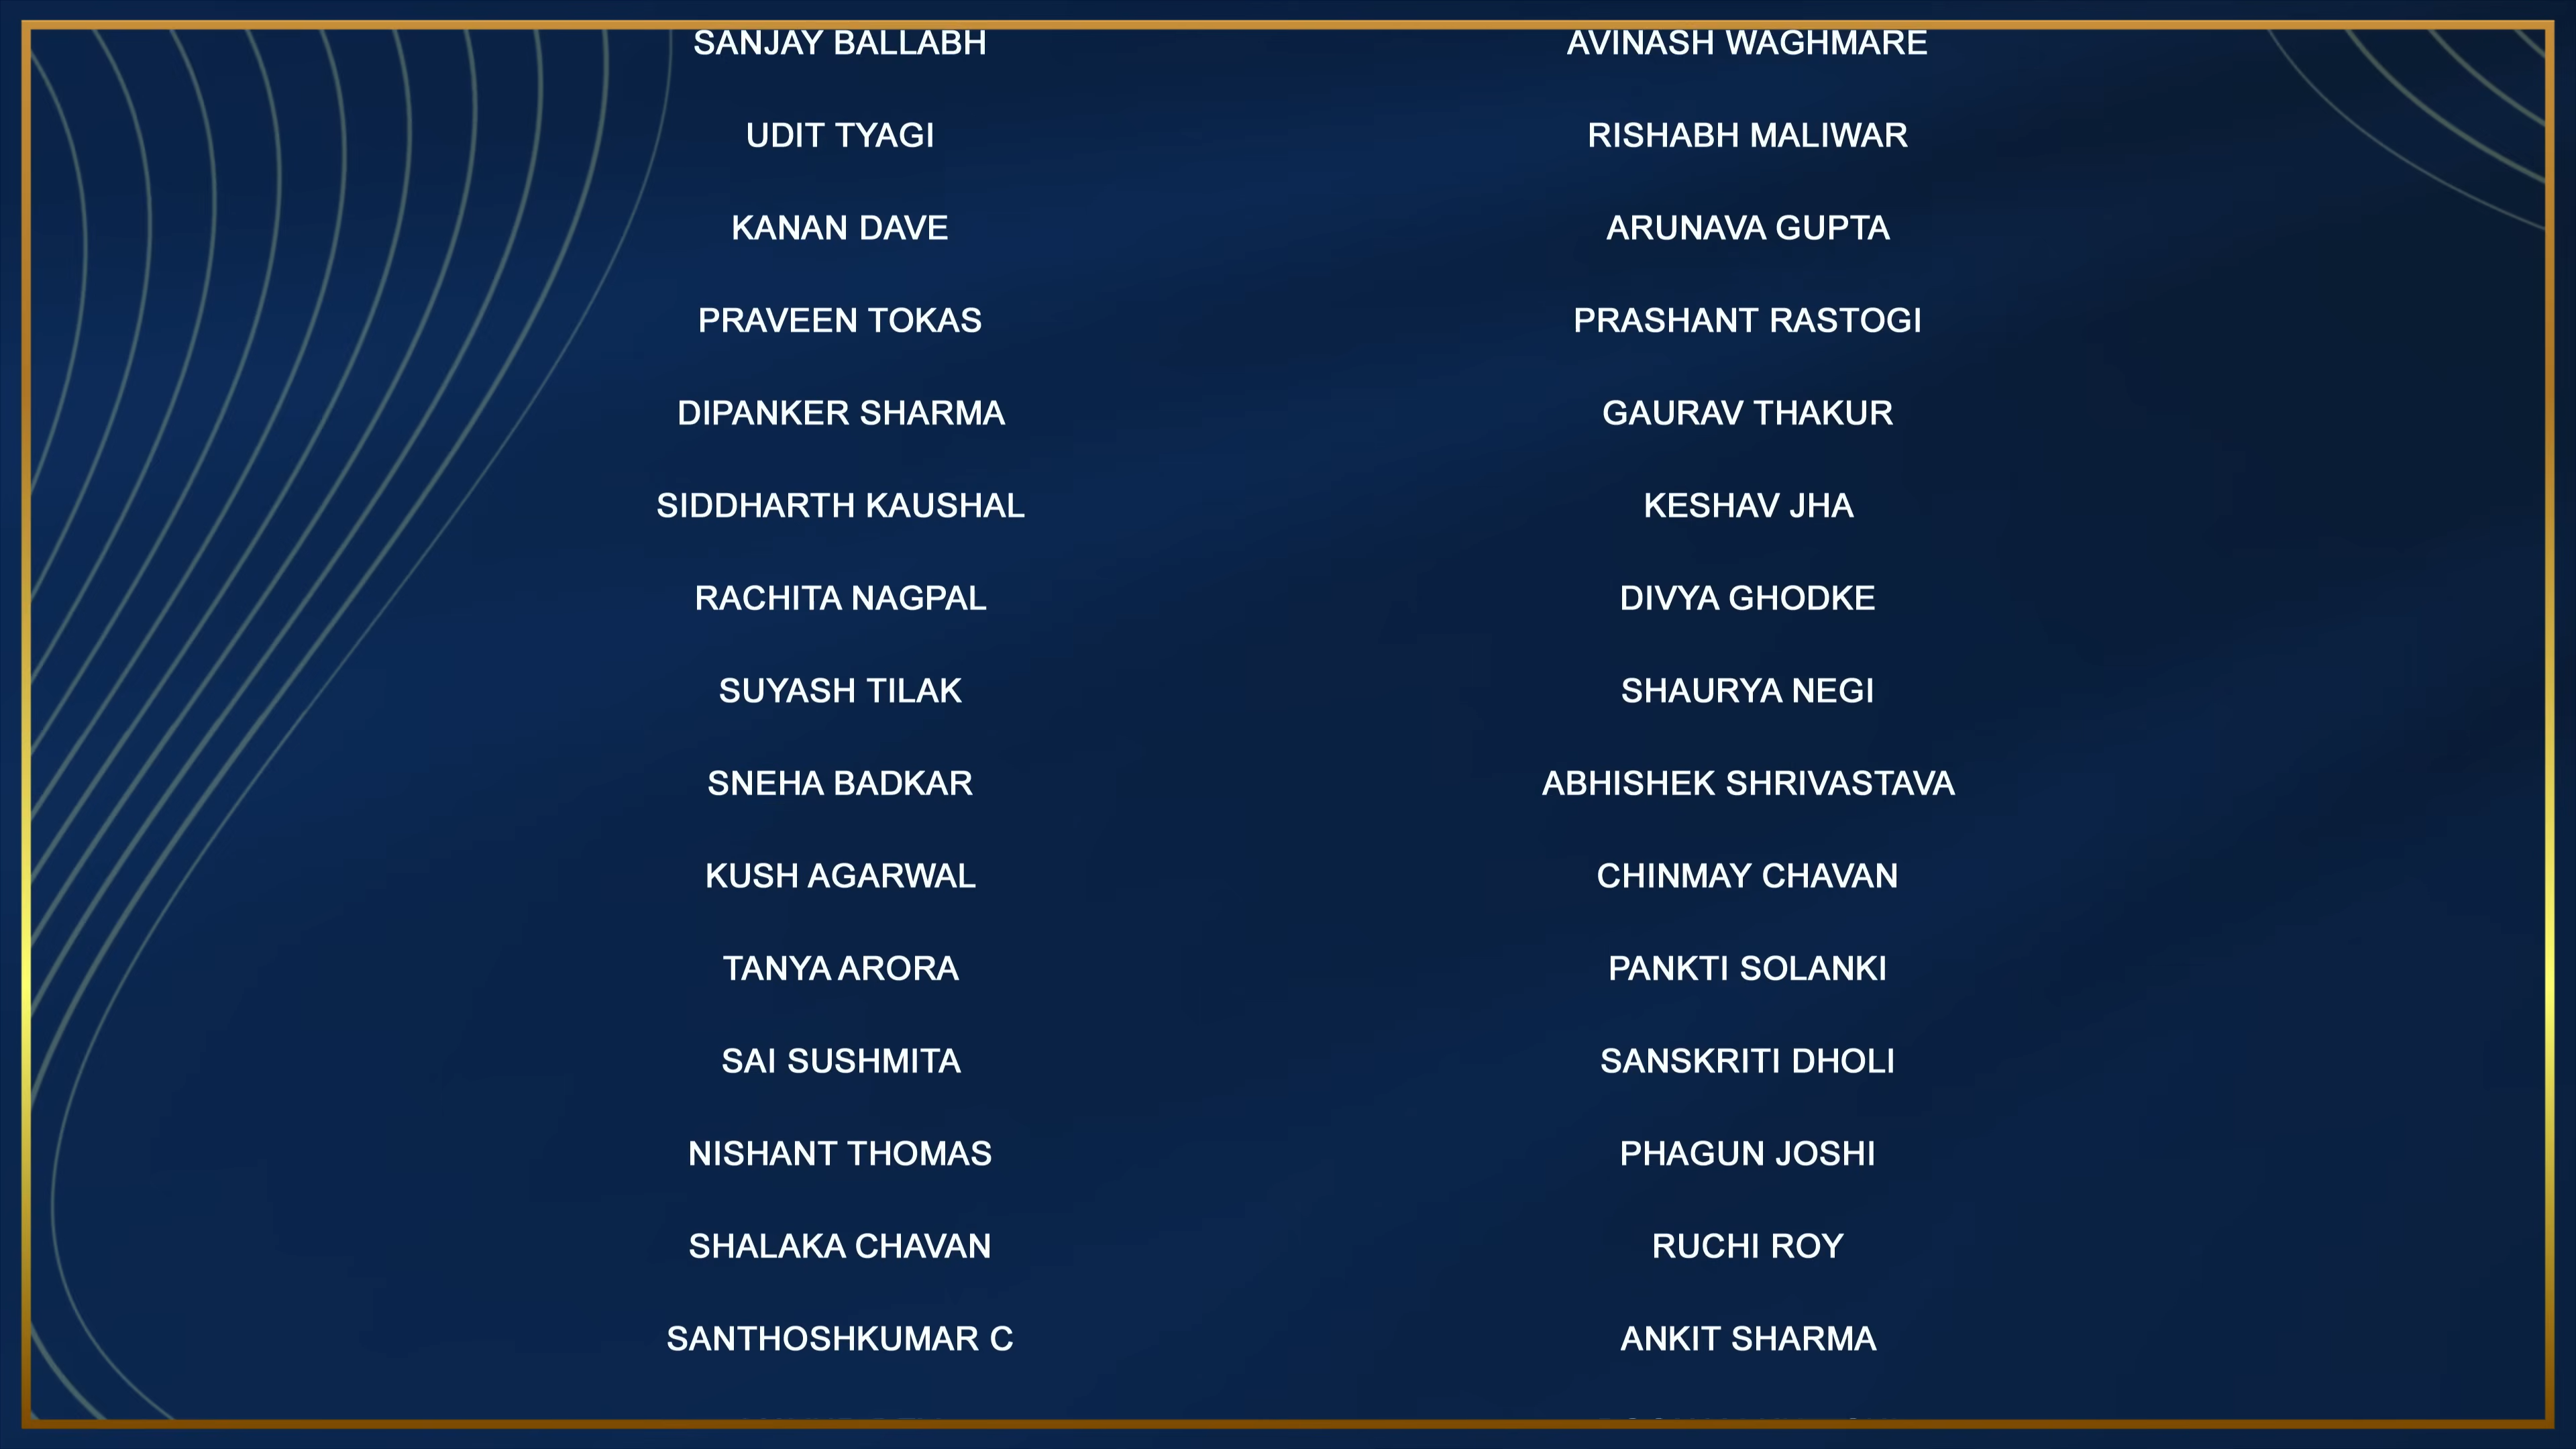 SANJAY BALLABH AVINASH WAGHMARE
UDIT TYAGI RISHABH MALIWAR
KANAN DAVE ARUNAVA GUPTA
PRAVEEN TOKAS PRASHANT RASTOGI
DIPANKER SHARMA GAURAV THAKUR
SIDDHARTH KAUSHAL KESHAV JHA
RACHITA NAGPAL DIVYA GHODKE
SUYASH TILAK SHAURYA NEGI
SNEHA BADKAR ABHISHEK SHRIVASTAVA
KUSH AGARWAL CHINMAY CHAVAN
TANYA ARORA PANKTI SOLANKI
SAI SUSHMITA SANSKRITI DHOLI
NISHANT THOMAS PHAGUN JOSHI
SHALAKA CHAVAN RUCHI ROY
SANTHOSHKUMAR C ANKIT SHARMA